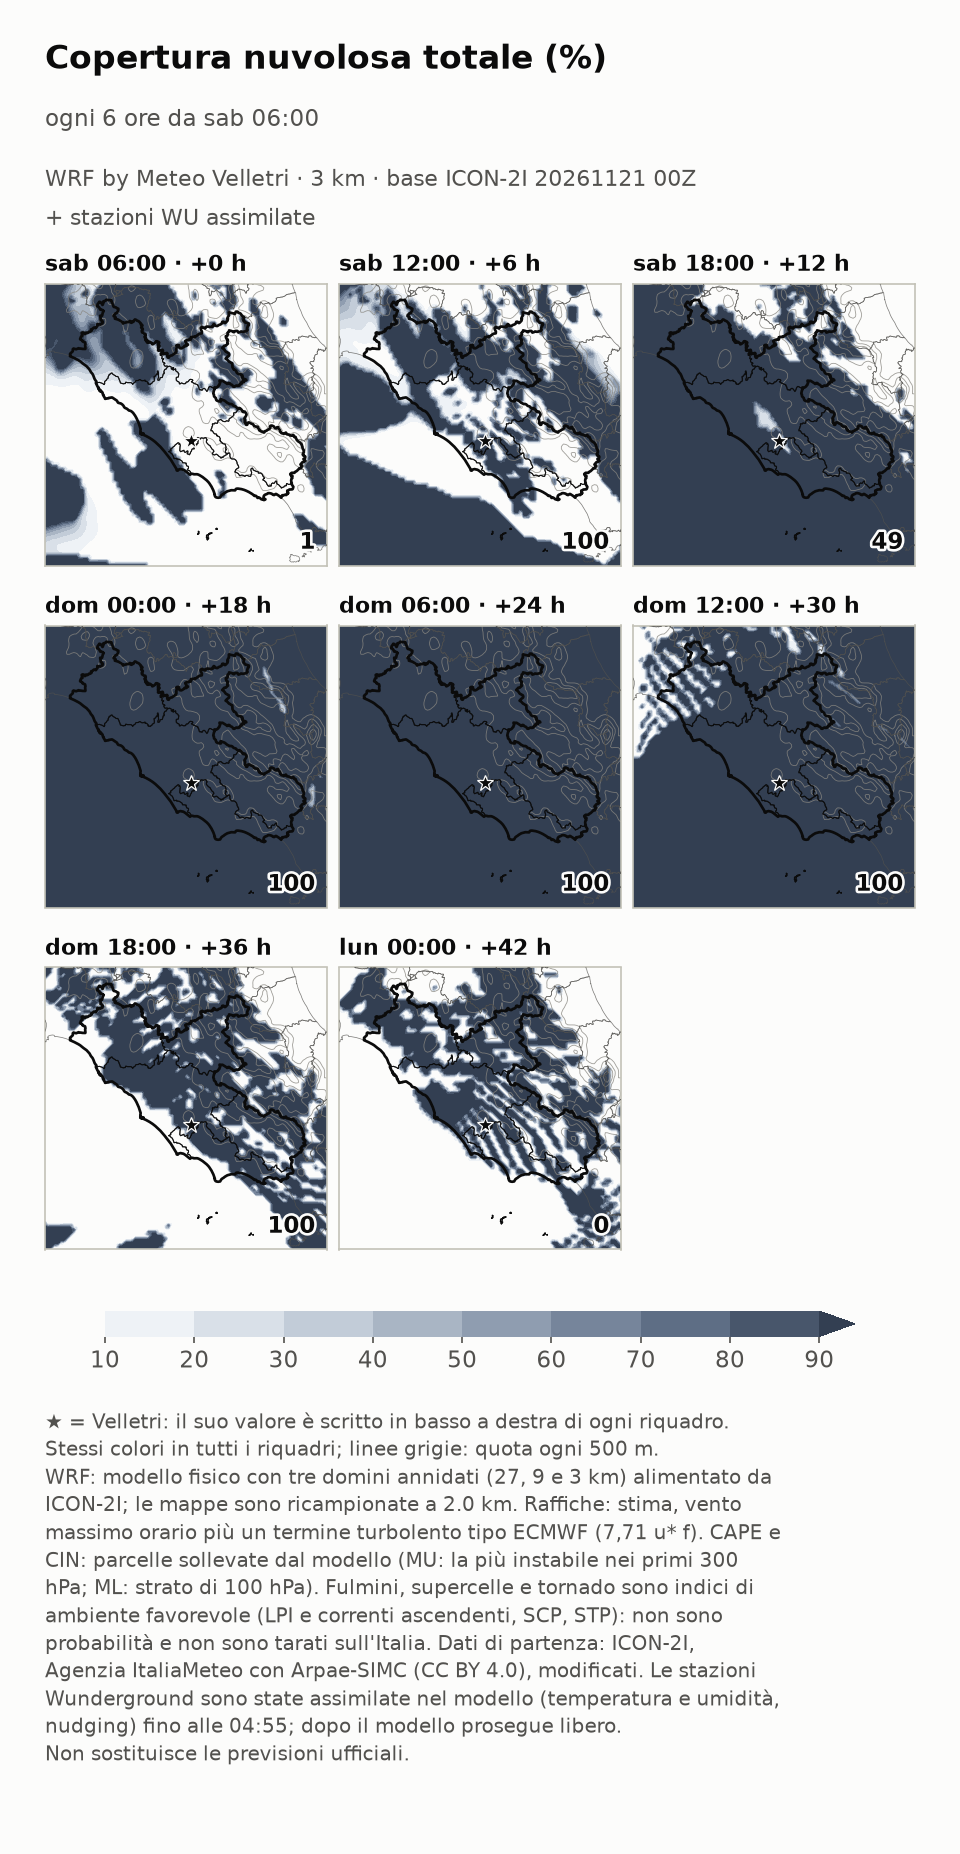 Copertura nuvolosa totale (%)
ogni 6 ore da sab 06:00
WRF by Meteo Velletri · 3 km · base ICON-2I 20261121 00Z
+ stazioni WU assimilate
sab 06:00 · +0 h
sab 12:00 · +6 h
sab 18:00 · +12 h
1
100
49
dom 00:00 · +18 h
dom 06:00 · +24 h
dom 12:00 · +30 h
100
100
100
dom 18:00 · +36 h
lun 00:00 · +42 h
100
0
10 20 30 40 50 60 70 80 90
★ = Velletri: il suo valore è scritto in basso a destra di ogni riquadro.
Stessi colori in tutti i riquadri; linee grigie: quota ogni 500 m.
WRF: modello fisico con tre domini annidati (27, 9 e 3 km) alimentato da
ICON-2I; le mappe sono ricampionate a 2.0 km. Raffiche: stima, vento
massimo orario più un termine turbolento tipo ECMWF (7,71 u* f). CAPE e
CIN: parcelle sollevate dal modello (MU: la più instabile nei primi 300
hPa; ML: strato di 100 hPa). Fulmini, supercelle e tornado sono indici di
ambiente favorevole (LPI e correnti ascendenti, SCP, STP): non sono
probabilità e non sono tarati sull'Italia. Dati di partenza: ICON-2I,
Agenzia ItaliaMeteo con Arpae-SIMC (CC BY 4.0), modificati. Le stazioni
Wunderground sono state assimilate nel modello (temperatura e umidità,
nudging) fino alle 04:55; dopo il modello prosegue libero.
Non sostituisce le previsioni ufficiali.